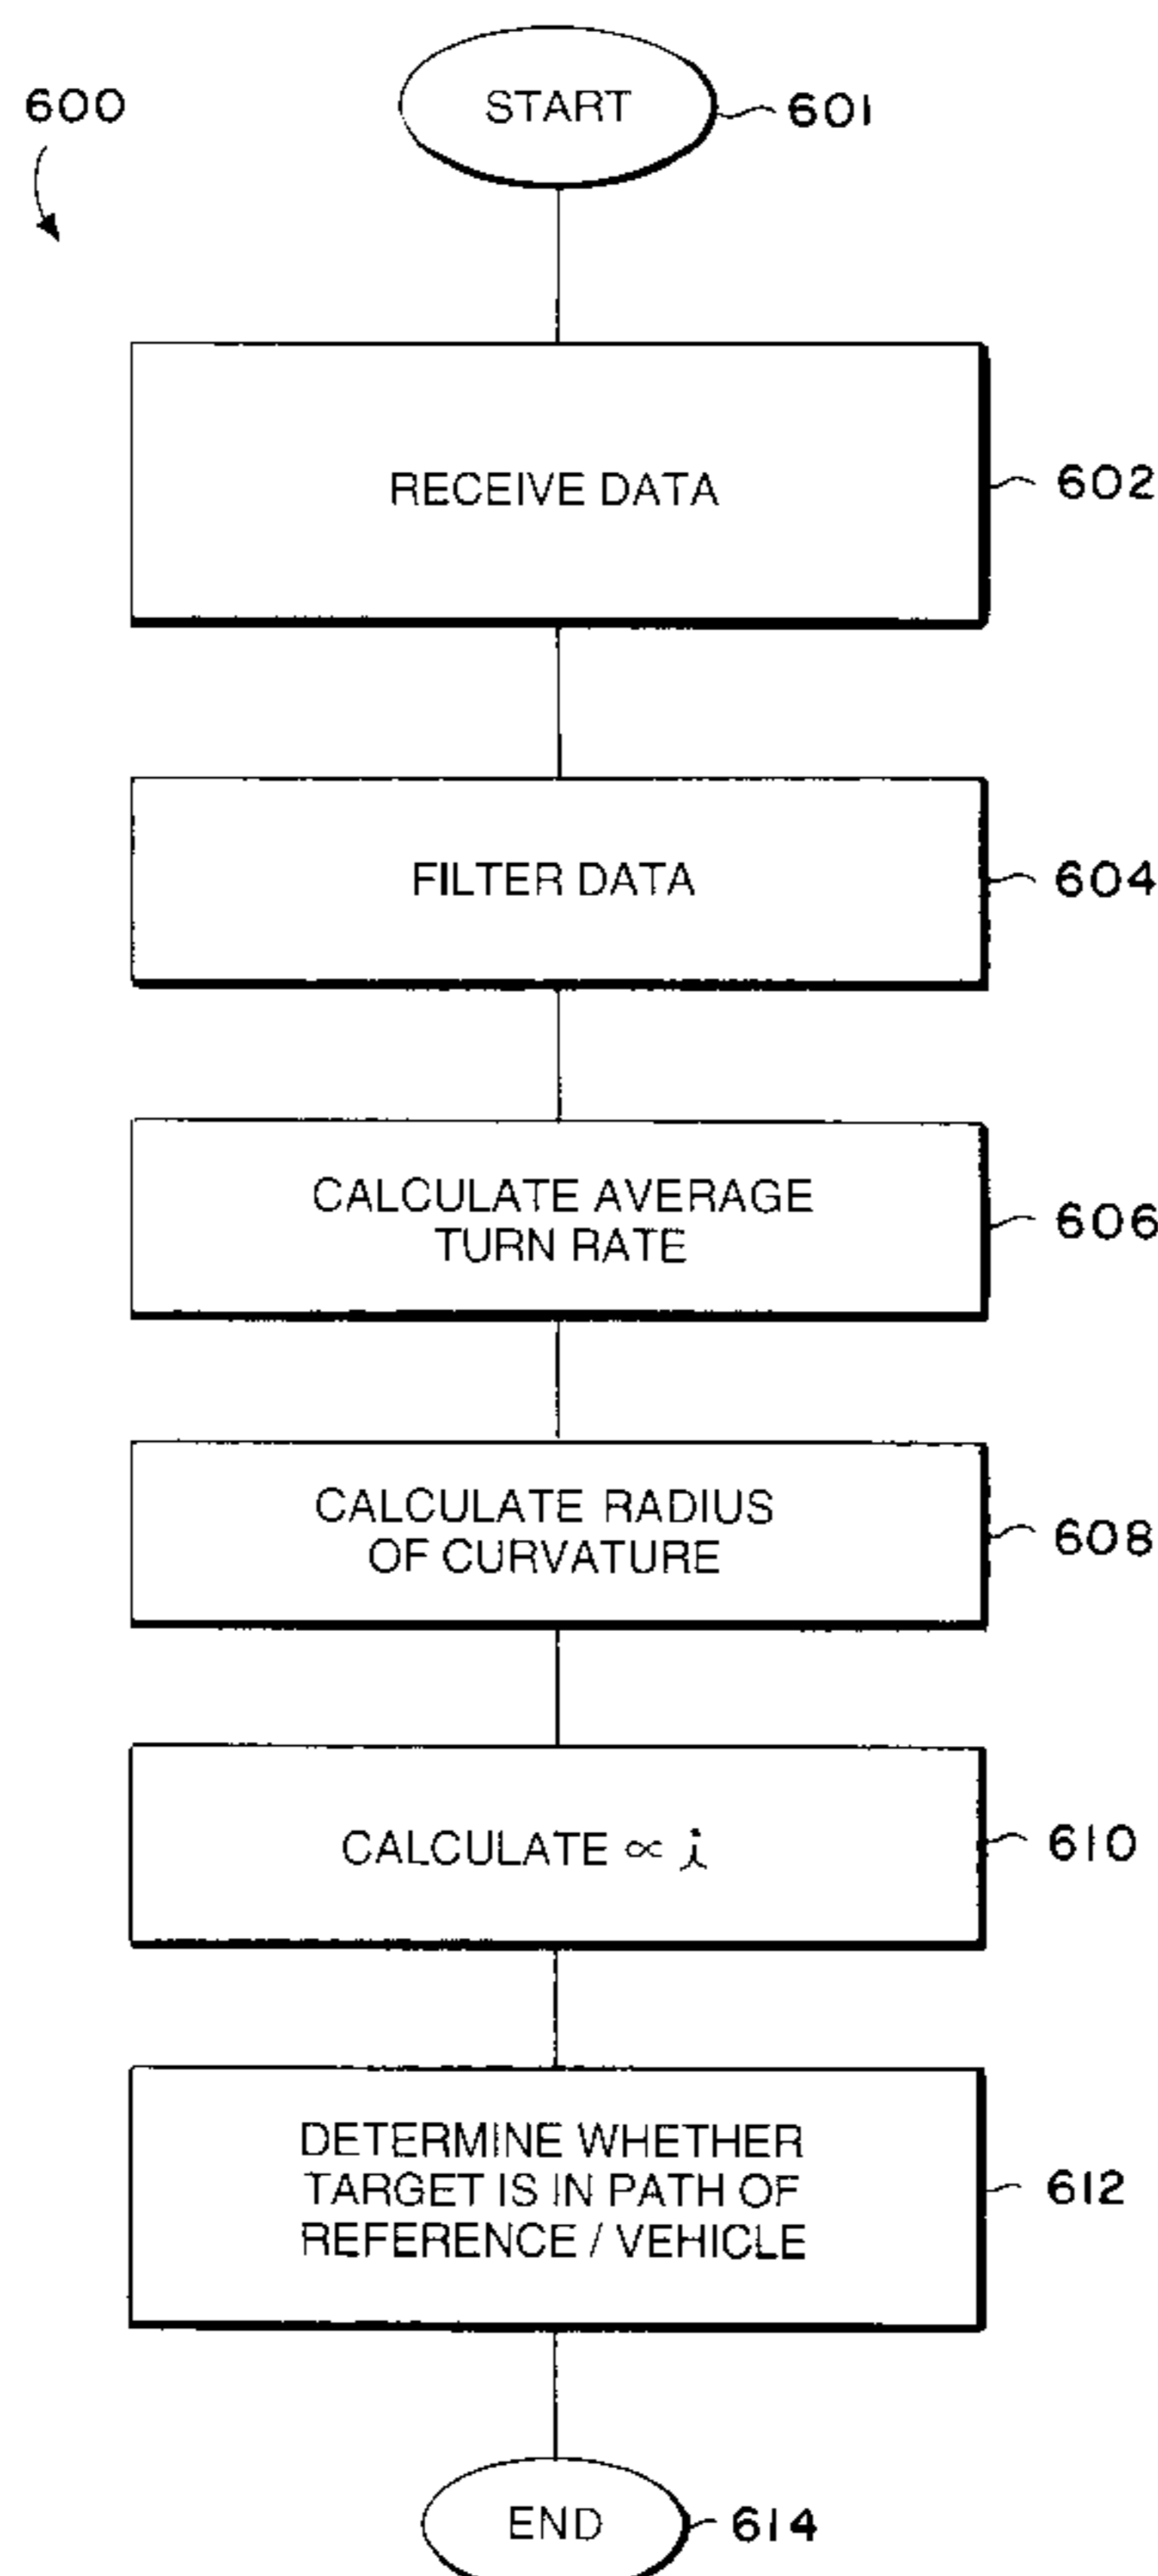 600
START
601
RECEIVE DATA
602
FILTER DATA
604
CALCULATE AVERAGE
TURN RATE
606
CALCULATE RADIUS
OF CURVATURE
608
CALCULATE ∝ i
610
DETERMINE WHETHER
TARGET IS IN PATH OF
REFERENCE / VEHICLE
612
END
614